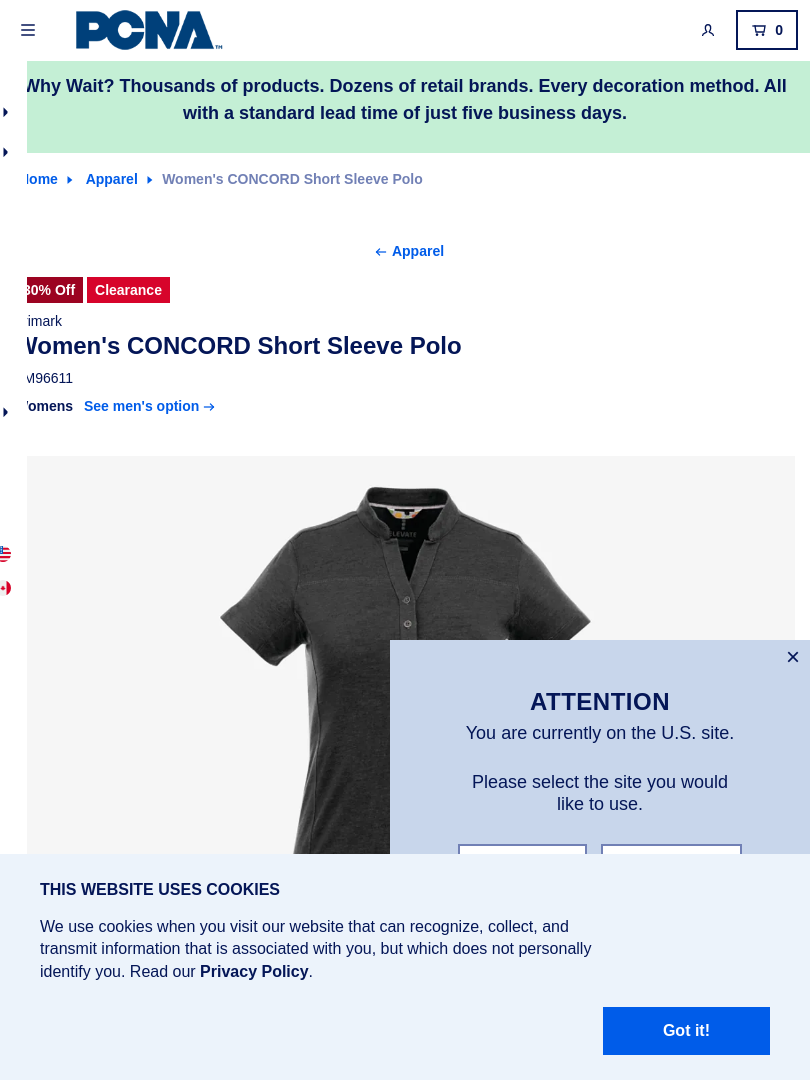 PCNA™
0
Why Wait? Thousands of products. Dozens of retail brands. Every decoration method. All
with a standard lead time of just five business days.
Home Apparel Women's CONCORD Short Sleeve Polo
← Apparel
30% Off Clearance
Trimark
Women's CONCORD Short Sleeve Polo
M96611
Womens See men's option →
ELEVATE
ATTENTION
You are currently on the U.S. site.
Please select the site you would
like to use.
THIS WEBSITE USES COOKIES
We use cookies when you visit our website that can recognize, collect, and
transmit information that is associated with you, but which does not personally
identify you. Read our Privacy Policy.
Got it!